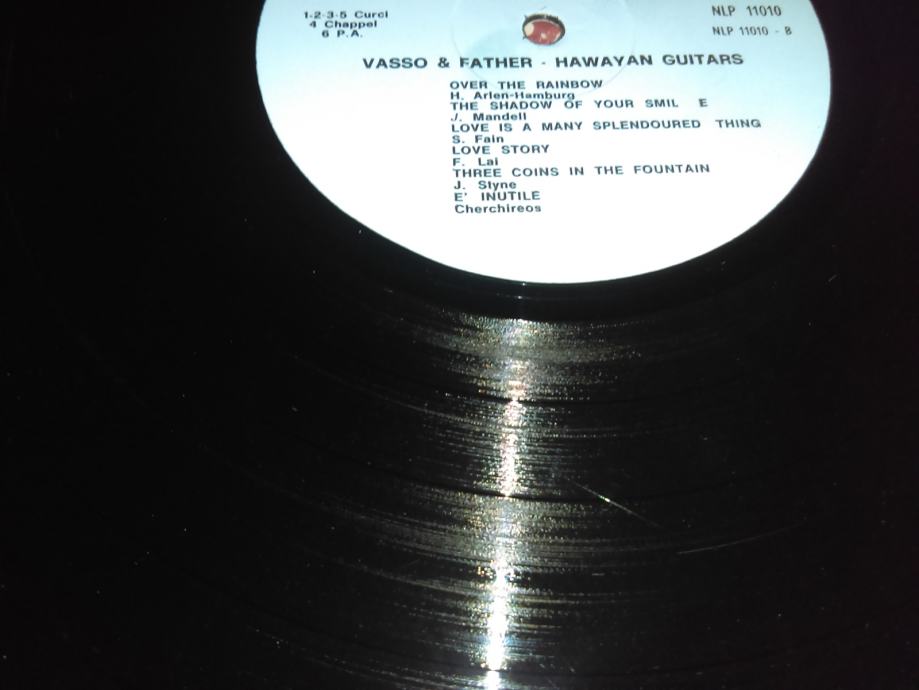 1-2-3-5 Curci
4 Chappel
6 P.A.
NLP 11010
NLP 11010 - B
VASSO & FATHER - HAWAYAN GUITARS
OVER THE RAINBOW
H. Arlen-Hamburg
THE SHADOW OF YOUR SMIL E
J. Mandell
LOVE IS A MANY SPLENDOURED THING
S. Fain
LOVE STORY
F. Lai
THREE COINS IN THE FOUNTAIN
J. Styne
E' INUTILE
Cherchireos